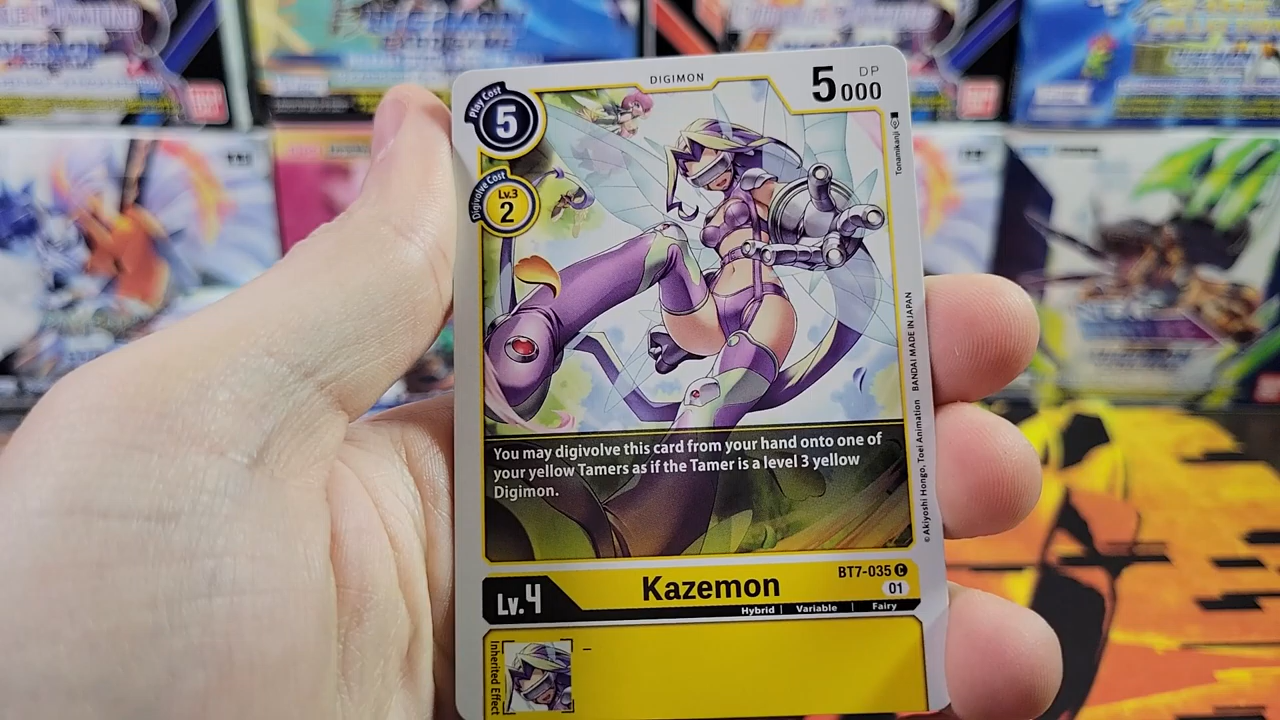 DIGIMON
Play Cost
5
DP
5000
Digivolve Cost
Lv.3
2
Tonamikanji
You may digivolve this card from your hand onto one of
your yellow Tamers as if the Tamer is a level 3 yellow
Digimon.
©Akiyoshi Hongo, Toei Animation BANDAI MADE IN JAPAN
BT7-035 C
01
Lv.4
Kazemon
Hybrid | Variable | Fairy
Inherited Effect
-